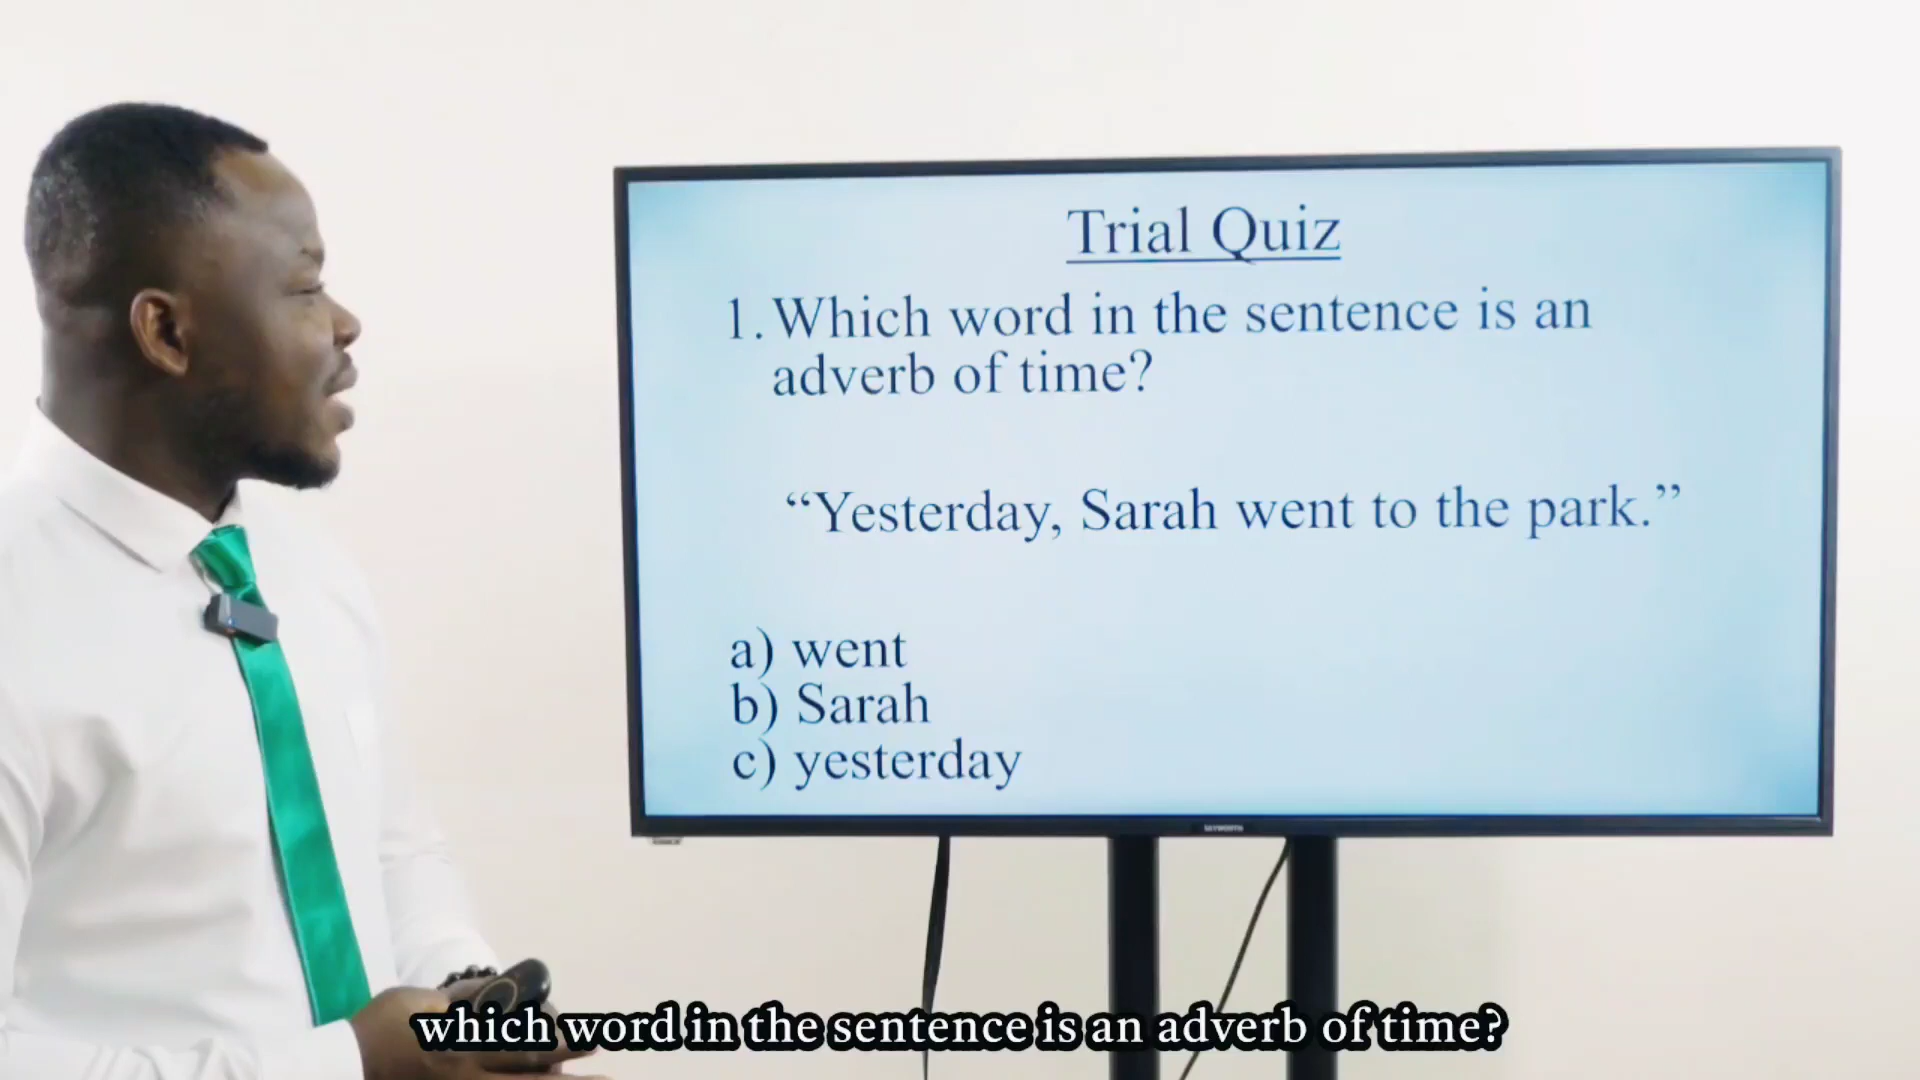 Trial Quiz
1. Which word in the sentence is an
adverb of time?
“Yesterday, Sarah went to the park.”
a) went
b) Sarah
c) yesterday
SKYWORTH
which word in the sentence is an adverb of time?